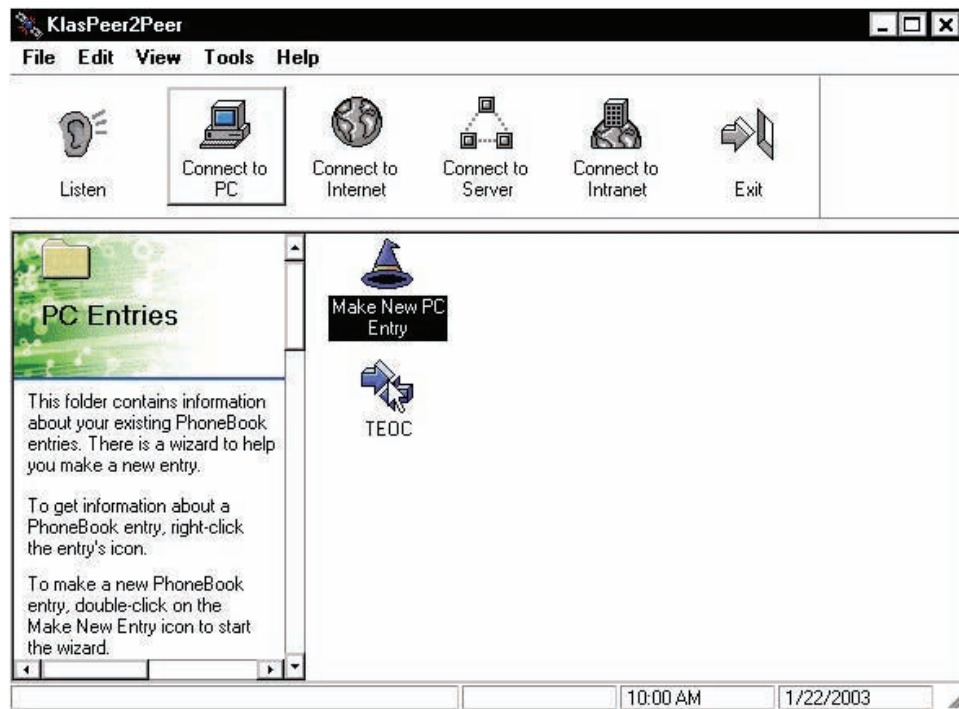 KlasPeer2Peer
File Edit View Tools Help
Listen
Connect to
PC
Connect to
Internet
Connect to
Server
Connect to
Intranet
Exit
PC Entries
This folder contains information
about your existing PhoneBook
entries. There is a wizard to help
you make a new entry.
To get information about a
PhoneBook entry, right-click
the entry's icon.
To make a new PhoneBook
entry, double-click on the
Make New Entry icon to start
the wizard.
Make New PC
Entry
TEOC
10:00 AM
1/22/2003